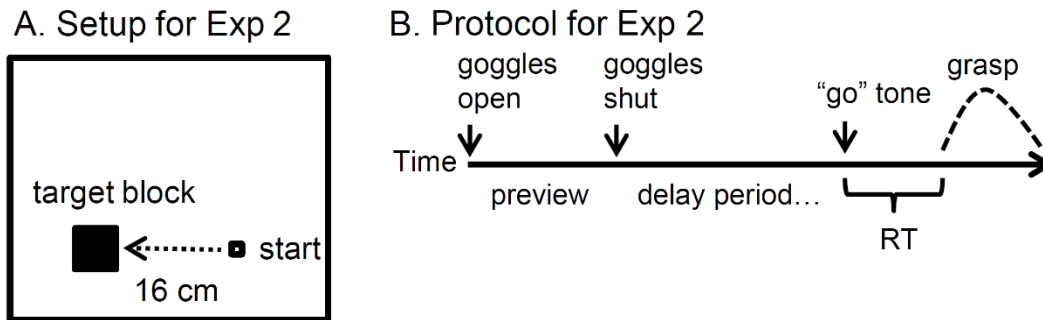 A. Setup for Exp 2
target block
start
16 cm
B. Protocol for Exp 2
goggles
open
goggles
shut
“go” tone
grasp
Time
preview
delay period…
RT